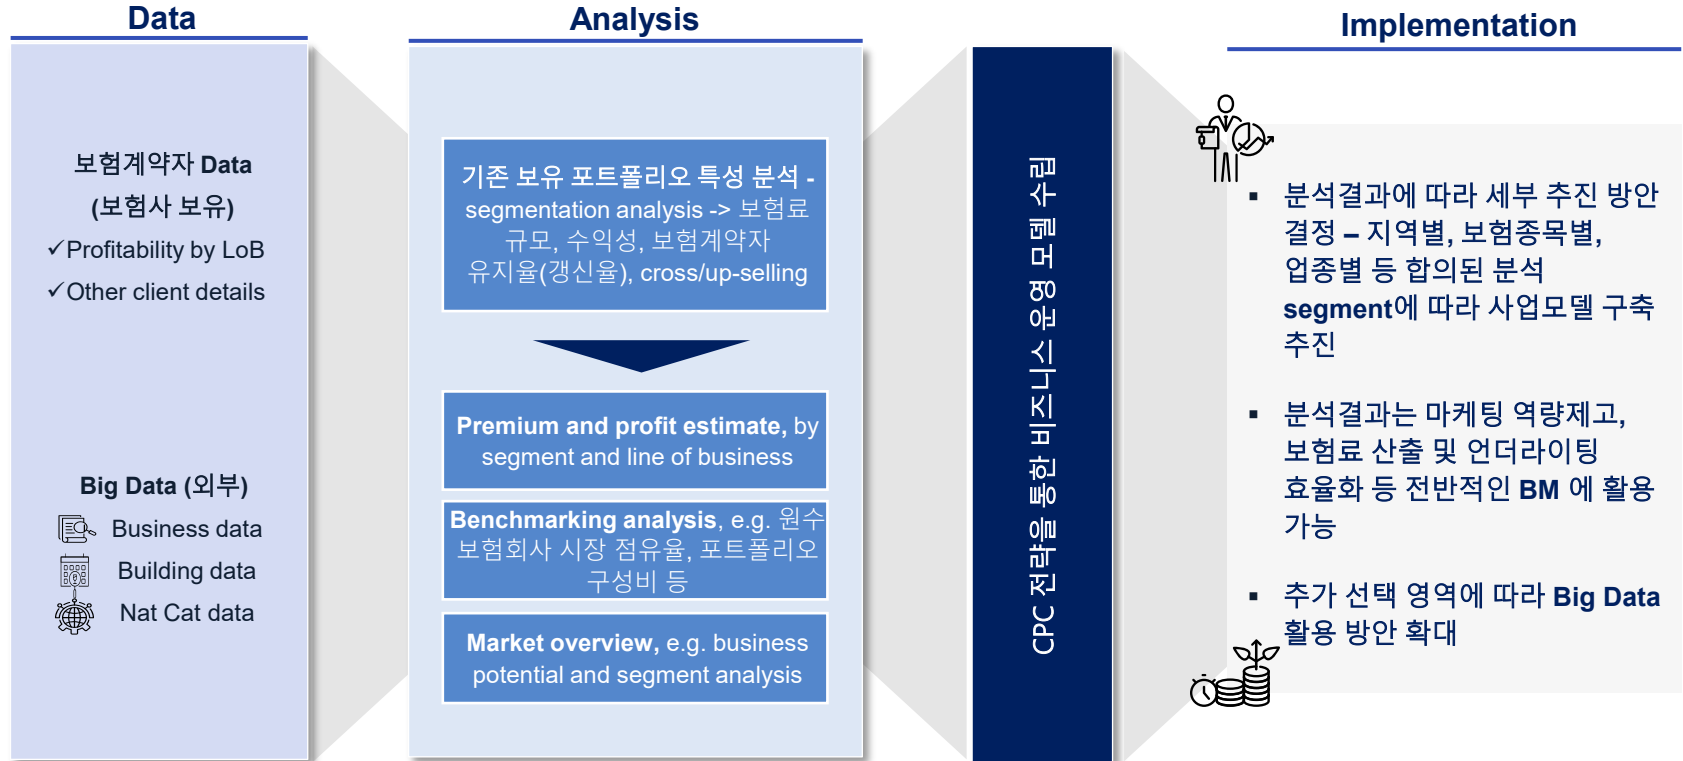 Data
보험계약자 Data
(보험사 보유)
✓Profitability by LoB
✓Other client details
Big Data (외부)
Business data
Building data
Nat Cat data
Analysis
기존 보유 포트폴리오 특성 분석 -
segmentation analysis -> 보험료
규모, 수익성, 보험계약자
유지율(갱신율), cross/up-selling
Premium and profit estimate, by
segment and line of business
Benchmarking analysis, e.g. 원수
보험회사 시장 점유율, 포트폴리오
구성비 등
Market overview, e.g. business
potential and segment analysis
CPC 전략을 통한 비즈니스 운영 모델 수립
Implementation
▪ 분석결과에 따라 세부 추진 방안
결정 – 지역별, 보험종목별,
업종별 등 합의된 분석
segment에 따라 사업모델 구축
추진
▪ 분석결과는 마케팅 역량제고,
보험료 산출 및 언더라이팅
효율화 등 전반적인 BM 에 활용
가능
▪ 추가 선택 영역에 따라 Big Data
활용 방안 확대